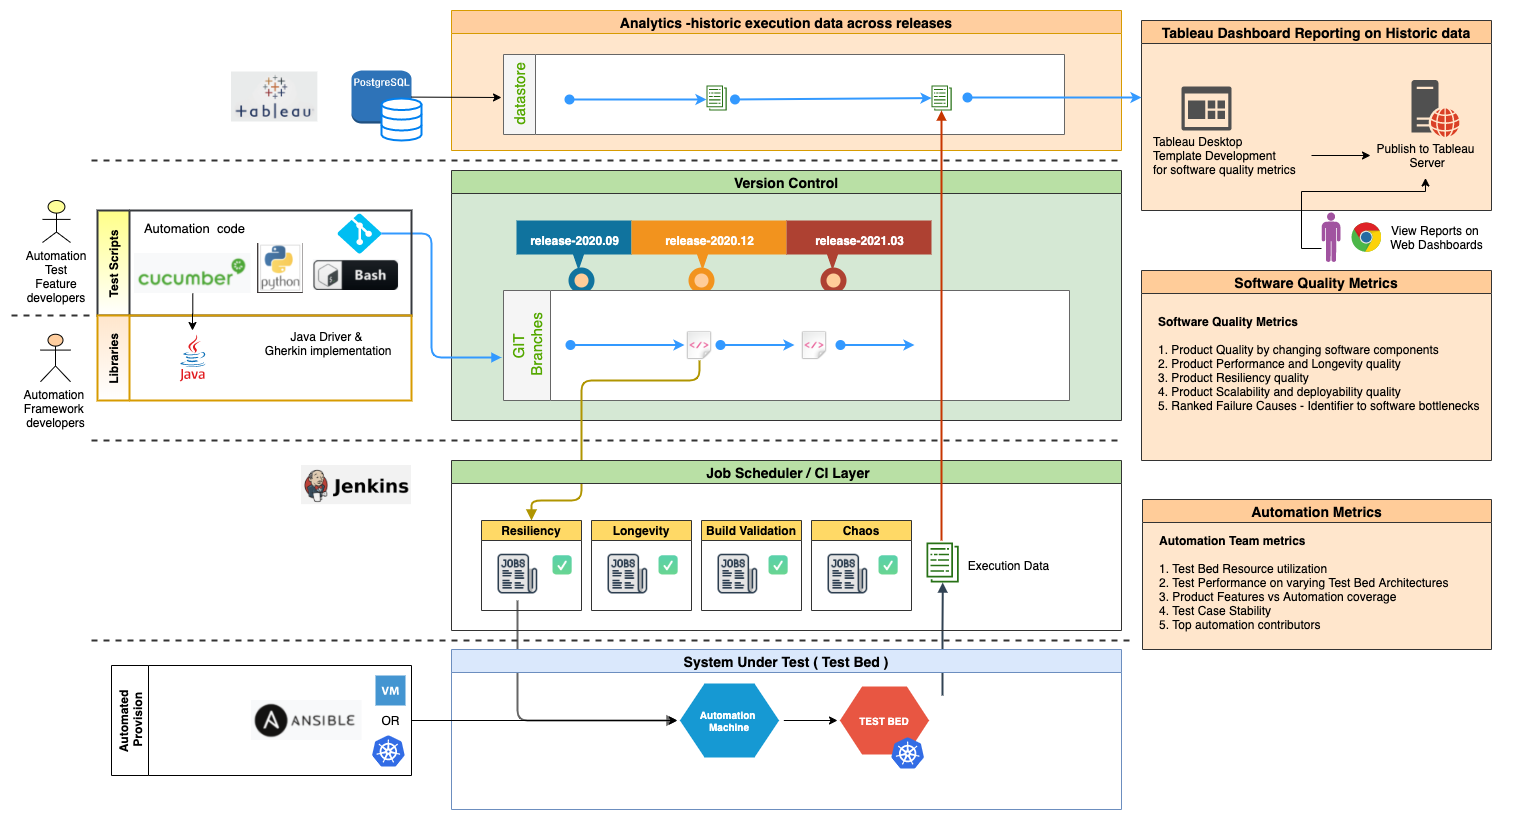 Analytics -historic execution data across releases
tableau
PostgreSQL
datastore
Tableau Dashboard Reporting on Historic data
Tableau Desktop
Template Development
for software quality metrics
Publish to Tableau
Server
View Reports on
Web Dashboards
Version Control
release-2020.09
release-2020.12
release-2021.03
GIT
Branches
</>
</>
Automation
Test
Feature
developers
Test Scripts
Automation code
cucumber
python
Bash
Automation
Framework
developers
Libraries
Java
Java Driver &
Gherkin implementation
Software Quality Metrics
Software Quality Metrics
1. Product Quality by changing software components
2. Product Performance and Longevity quality
3. Product Resiliency quality
4. Product Scalability and deployability quality
5. Ranked Failure Causes - Identifier to software bottlenecks
Jenkins
Job Scheduler / CI Layer
Resiliency
JOBS
Longevity
JOBS
Build Validation
JOBS
Chaos
JOBS
Execution Data
Automation Metrics
Automation Team metrics
1. Test Bed Resource utilization
2. Test Performance on varying Test Bed Architectures
3. Product Features vs Automation coverage
4. Test Case Stability
5. Top automation contributors
Automated
Provision
ANSIBLE
VM
OR
System Under Test ( Test Bed )
Automation
Machine
TEST BED